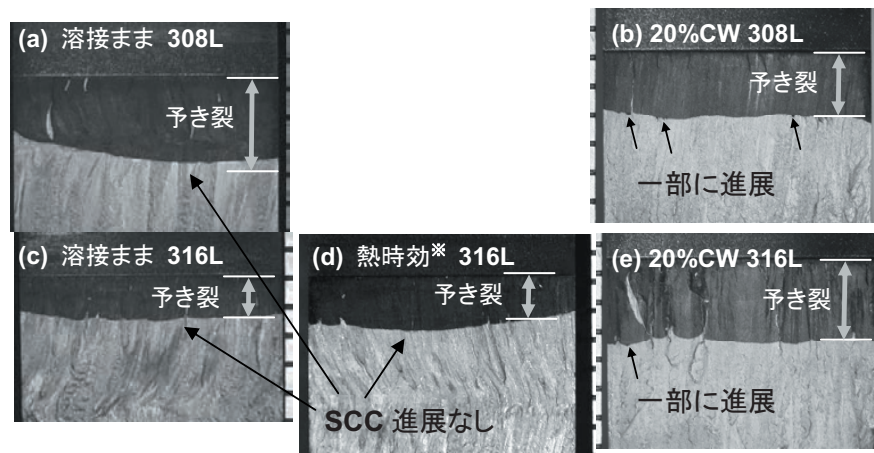 (a) 溶接まま 308L
予き裂
(b) 20%CW 308L
予き裂
一部に進展
(c) 溶接まま 316L
予き裂
(d) 熱時効※ 316L
予き裂
(e) 20%CW 316L
予き裂
一部に進展
SCC 進展なし